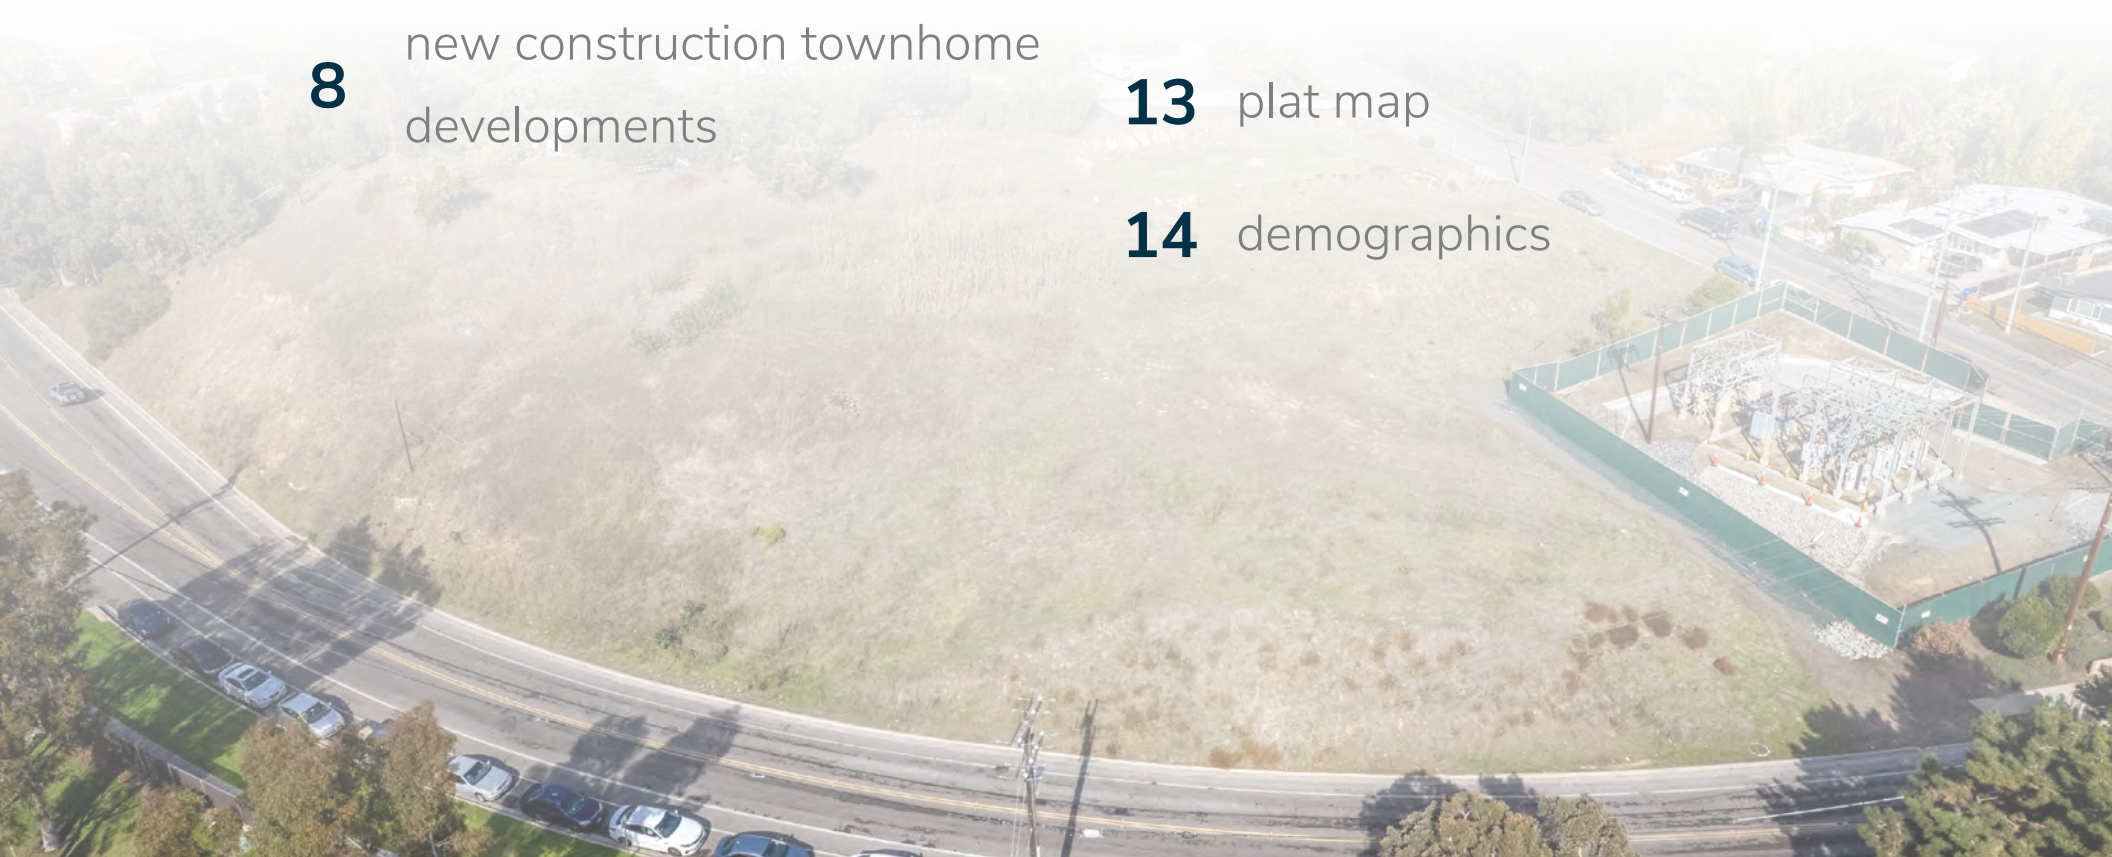 8
new construction townhome
developments
13 plat map
14 demographics